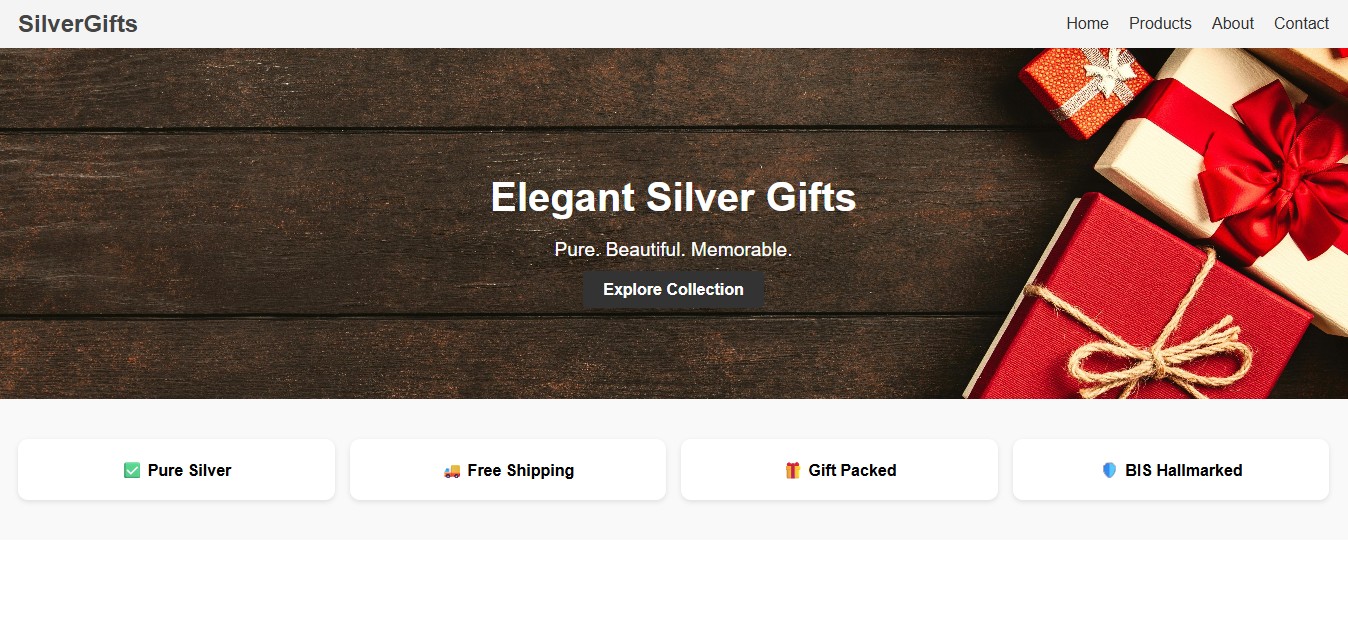 SilverGifts
Home Products About Contact
Elegant Silver Gifts
Pure. Beautiful. Memorable.
Explore Collection
✅ Pure Silver
🚚 Free Shipping
🎁 Gift Packed
🛡️ BIS Hallmarked